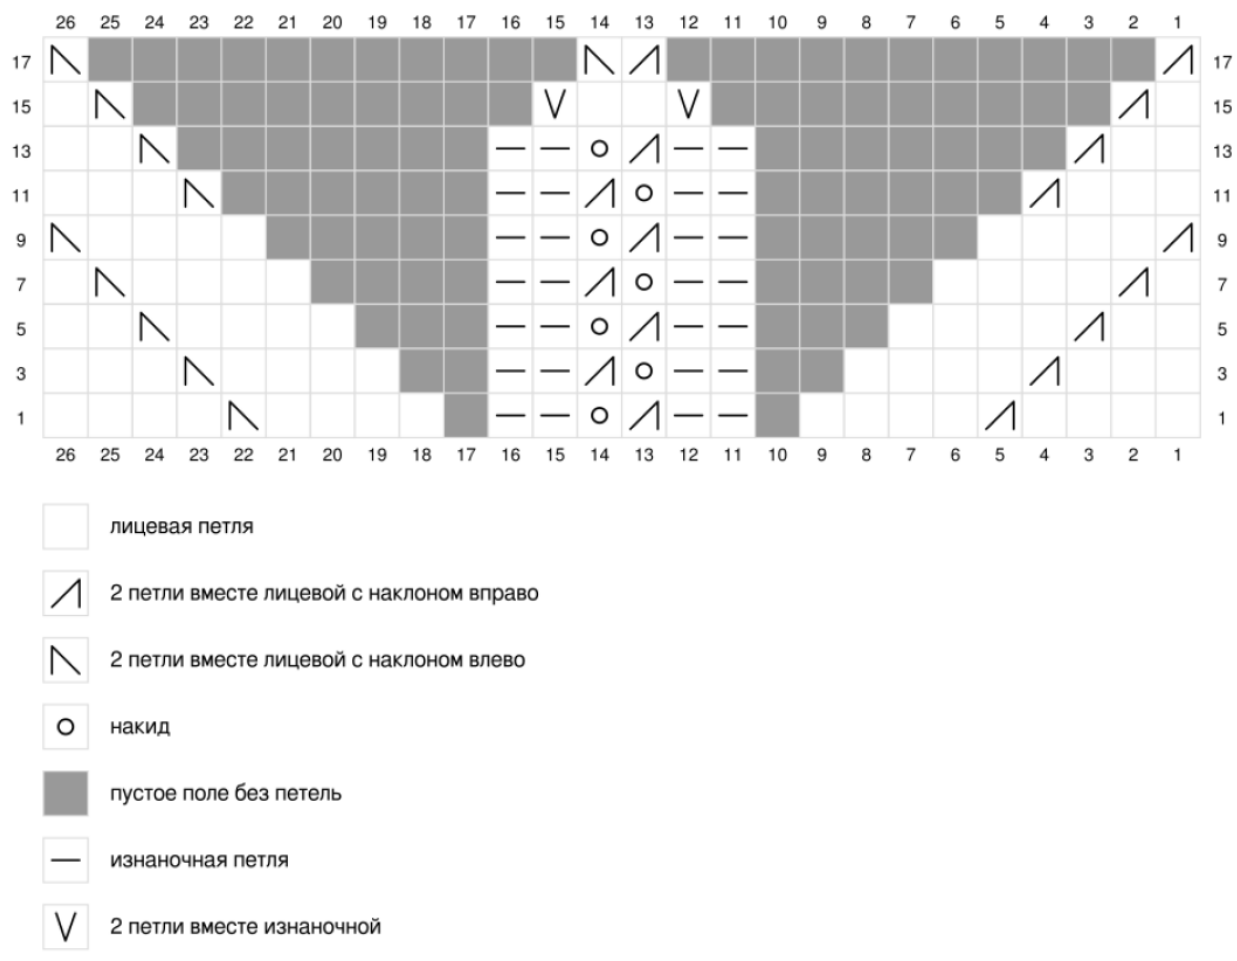 26 25 24 23 22 21 20 19 18 17 16 15 14 13 12 11 10 9 8 7 6 5 4 3 2 1
17 17
15 15
13 13
11 11
9 9
7 7
5 5
3 3
1 1
26 25 24 23 22 21 20 19 18 17 16 15 14 13 12 11 10 9 8 7 6 5 4 3 2 1
лицевая петля
2 петли вместе лицевой с наклоном вправо
2 петли вместе лицевой с наклоном влево
накид
пустое поле без петель
изнаночная петля
2 петли вместе изнаночной